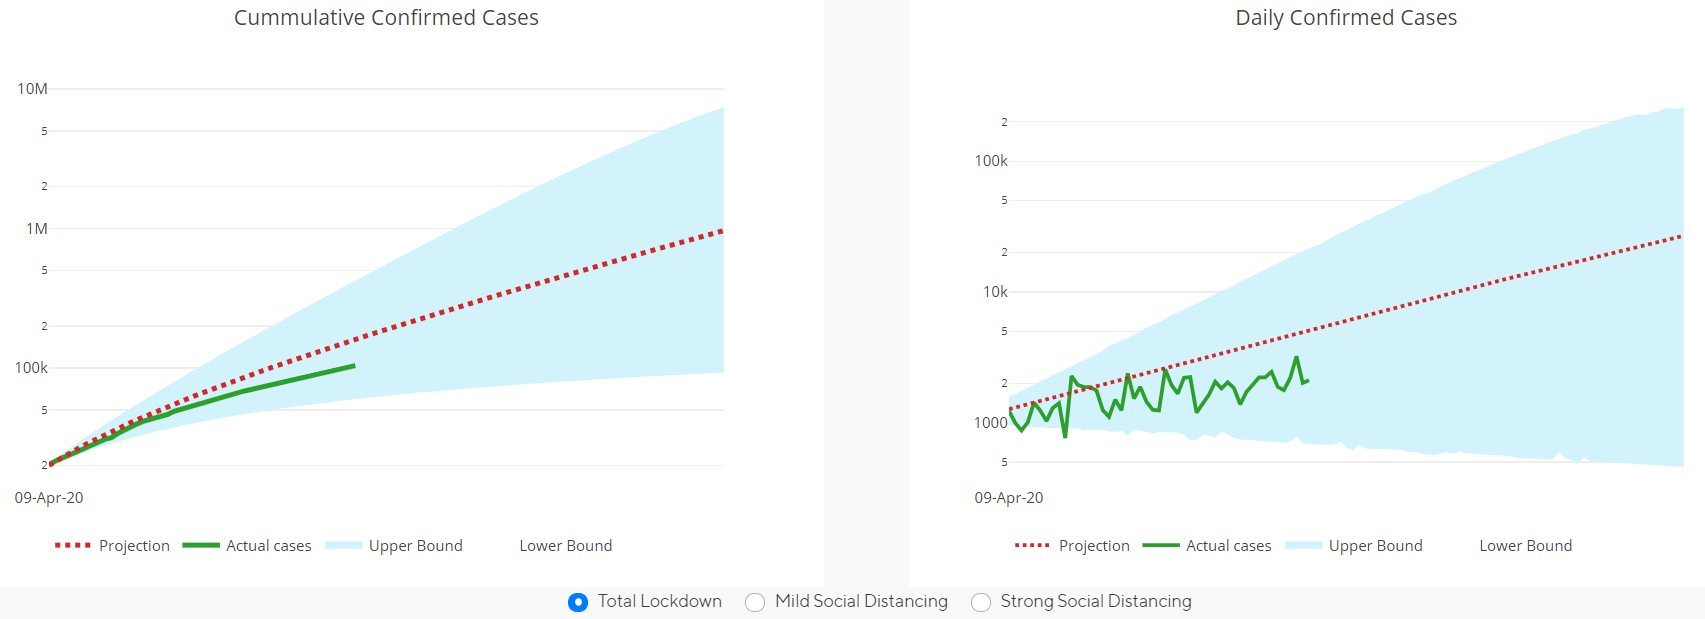 Cummulative Confirmed Cases
10M
5
2
1M
5
2
100k
5
2
09-Apr-20
Projection Actual cases Upper Bound Lower Bound
Daily Confirmed Cases
2
100k
5
2
10k
5
2
1000
5
09-Apr-20
Projection Actual cases Upper Bound Lower Bound
Total Lockdown Mild Social Distancing Strong Social Distancing